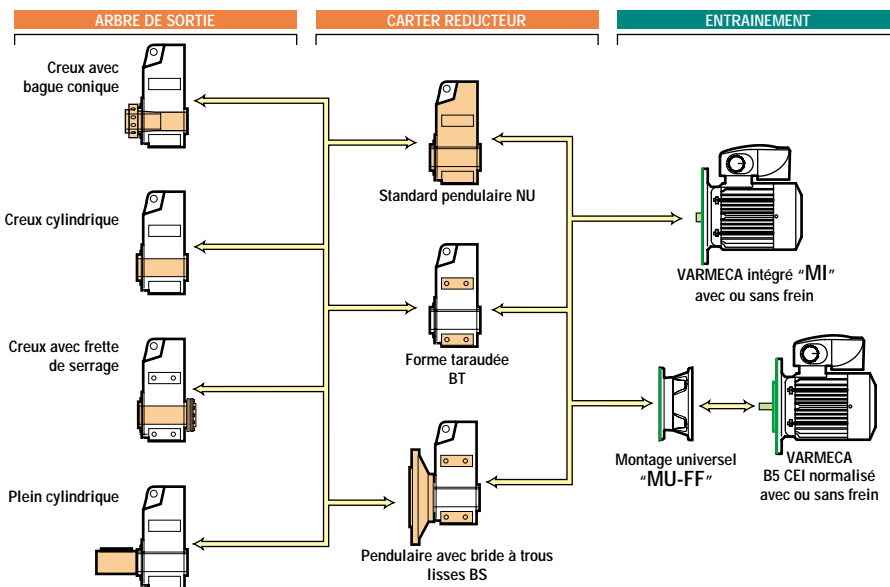 ARBRE DE SORTIE
CARTER REDUCTEUR
ENTRAINEMENT
Creux avec
bague conique
Creux cylindrique
Creux avec frette
de serrage
Plein cylindrique
Standard pendulaire NU
Forme taraudée
BT
Pendulaire avec bride à trous
lisses BS
VARMECA intégré “MI”
avec ou sans frein
Montage universel
“MU-FF”
VARMECA
B5 CEI normalisé
avec ou sans frein